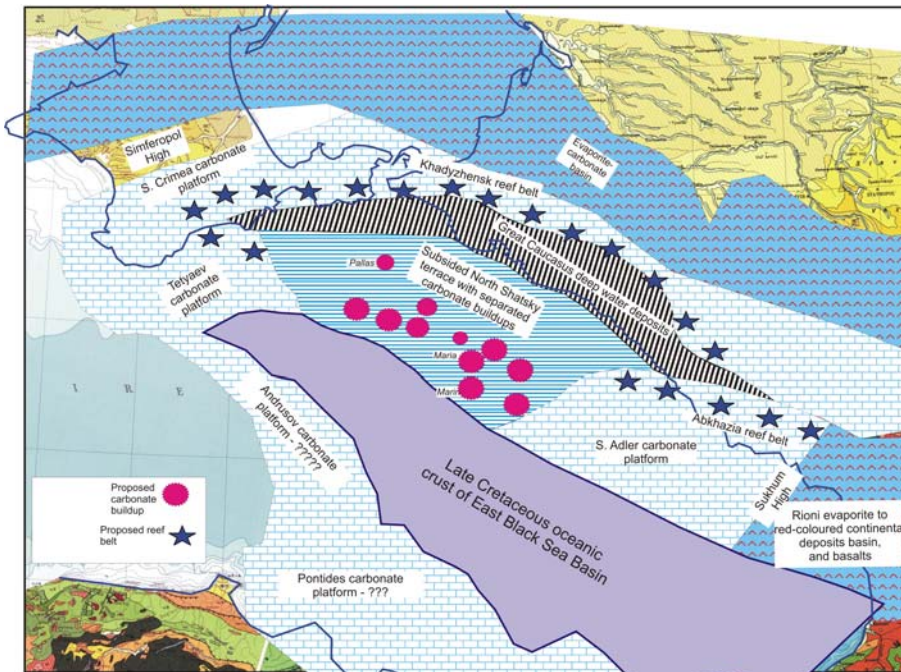 Simferopol
High
S. Crimea carbonate
platform
Khadyzhensk reef belt
Evaporite-
carbonate
basin
Great Caucasus deep water
deposits
Pallas
Subsided North Shatsky
terrace with separated
carbonate buildups
Tetyaev
carbonate
platform
Maria
Marin
I R E
Andrusov carbonate
platform - ?????
Abkhazia reef belt
S. Adler carbonate
platform
Sukhum
High
Late Cretaceous oceanic
crust of East Black Sea
Basin
Proposed
carbonate
buildup
Proposed reef
belt
Rioni evaporite to
red-coloured continenta
deposits basin,
and basalts
Pontides carbonate
platform - ???